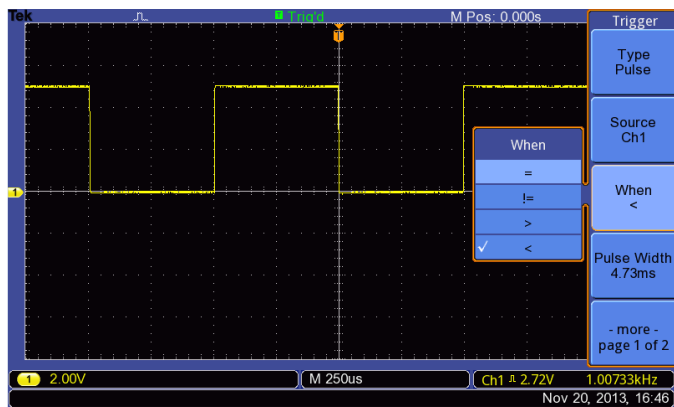 Tek
T Trig'd
M Pos: 0.000s
T
Trigger
Type
Pulse
Source
Ch1
When
<
Pulse Width
4.73ms
- more -
page 1 of 2
When
=
!=
>
✓ <
1
1 2.00V
M 250us
Ch1 2.72V
1.00733kHz
Nov 20, 2013, 16:46